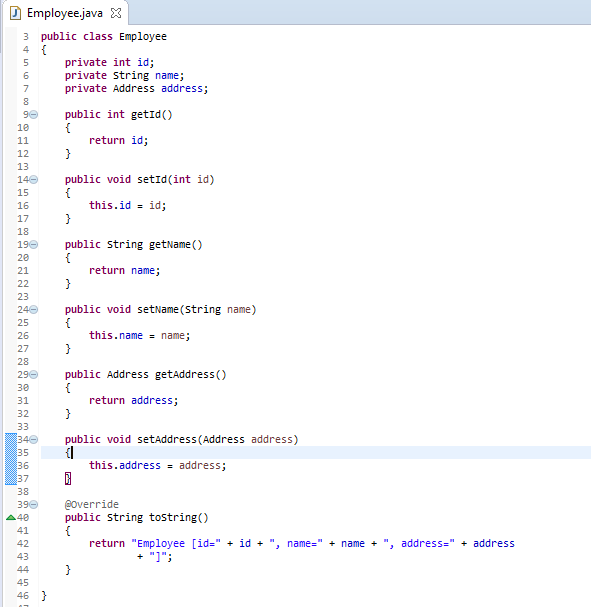 Employee.java
3 public class Employee
4 {
5     private int id;
6     private String name;
7     private Address address;
8
9     public int getId()
10     {
11         return id;
12     }
13
14     public void setId(int id)
15     {
16         this.id = id;
17     }
18
19     public String getName()
20     {
21         return name;
22     }
23
24     public void setName(String name)
25     {
26         this.name = name;
27     }
28
29     public Address getAddress()
30     {
31         return address;
32     }
33
34     public void setAddress(Address address)
35     {
36         this.address = address;
37     }
38
39     @Override
40     public String toString()
41     {
42         return "Employee [id=" + id + ", name=" + name + ", address=" + address
43                 + "]";
44     }
45
46 }